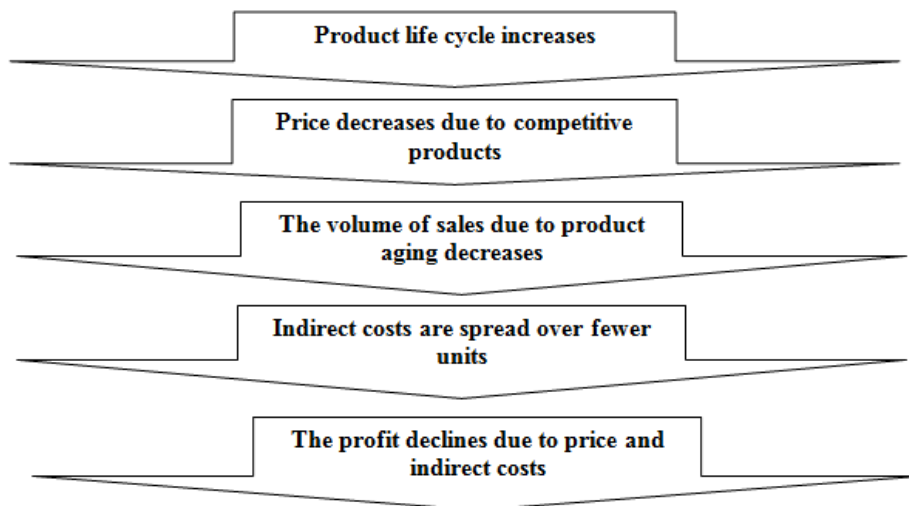 Product life cycle increases
Price decreases due to competitive
products
The volume of sales due to product
aging decreases
Indirect costs are spread over fewer
units
The profit declines due to price and
indirect costs